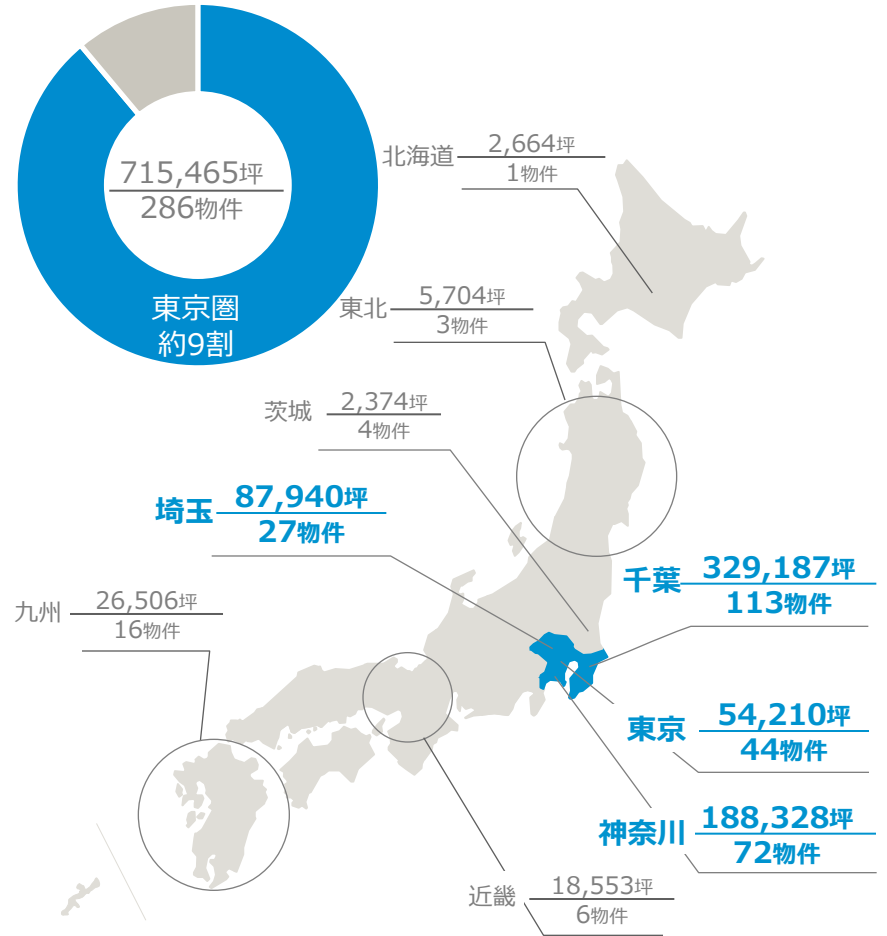 715,465坪
286物件
東京圏
約9割
北海道
2,664坪
1物件
東北
5,704坪
3物件
茨城
2,374坪
4物件
埼玉
87,940坪
27物件
千葉
329,187坪
113物件
九州
26,506坪
16物件
東京
54,210坪
44物件
神奈川
188,328坪
72物件
近畿
18,553坪
6物件